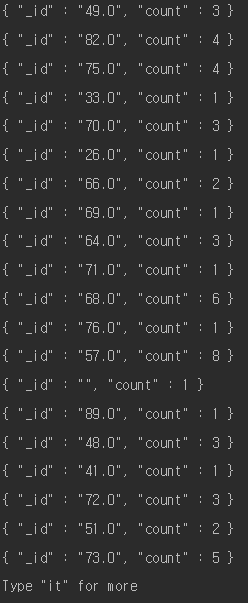 { "_id" : "49.0", "count" : 3 }
{ "_id" : "82.0", "count" : 4 }
{ "_id" : "75.0", "count" : 4 }
{ "_id" : "33.0", "count" : 1 }
{ "_id" : "70.0", "count" : 3 }
{ "_id" : "26.0", "count" : 1 }
{ "_id" : "66.0", "count" : 2 }
{ "_id" : "69.0", "count" : 1 }
{ "_id" : "64.0", "count" : 3 }
{ "_id" : "71.0", "count" : 1 }
{ "_id" : "68.0", "count" : 6 }
{ "_id" : "76.0", "count" : 1 }
{ "_id" : "57.0", "count" : 8 }
{ "_id" : "", "count" : 1 }
{ "_id" : "89.0", "count" : 1 }
{ "_id" : "48.0", "count" : 3 }
{ "_id" : "41.0", "count" : 1 }
{ "_id" : "72.0", "count" : 3 }
{ "_id" : "51.0", "count" : 2 }
{ "_id" : "73.0", "count" : 5 }
Type "it" for more